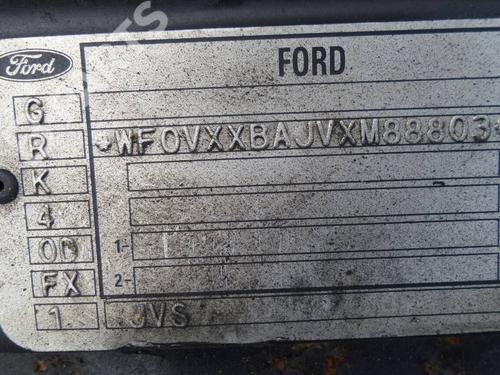 Ford
FORD
G
R
WF0VXXBAJVXM88803
K
4
0D
1-
FX
2-
1
JVS